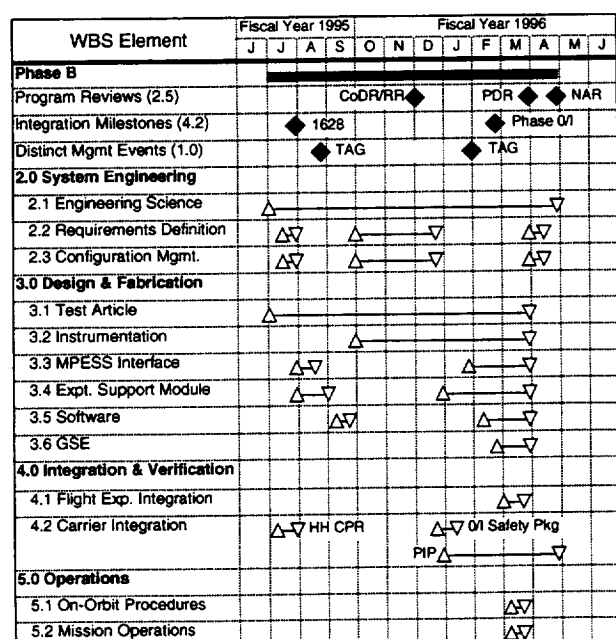 WBS Element
Fiscal Year 1995 Fiscal Year 1996
J J A S O N D J F M A M J
Phase B
Program Reviews (2.5) CoDR/RR PDR NAR
Integration Milestones (4.2) 1628 Phase 0/I
Distinct Mgmt Events (1.0) TAG TAG
2.0 System Engineering
2.1 Engineering Science
2.2 Requirements Definition
2.3 Configuration Mgmt.
3.0 Design & Fabrication
3.1 Test Article
3.2 Instrumentation
3.3 MPESS Interface
3.4 Expt. Support Module
3.5 Software
3.6 GSE
4.0 Integration & Verification
4.1 Flight Exp. Integration
4.2 Carrier Integration HH CPR 0/I Safety Pkg
PIP
5.0 Operations
5.1 On-Orbit Procedures
5.2 Mission Operations